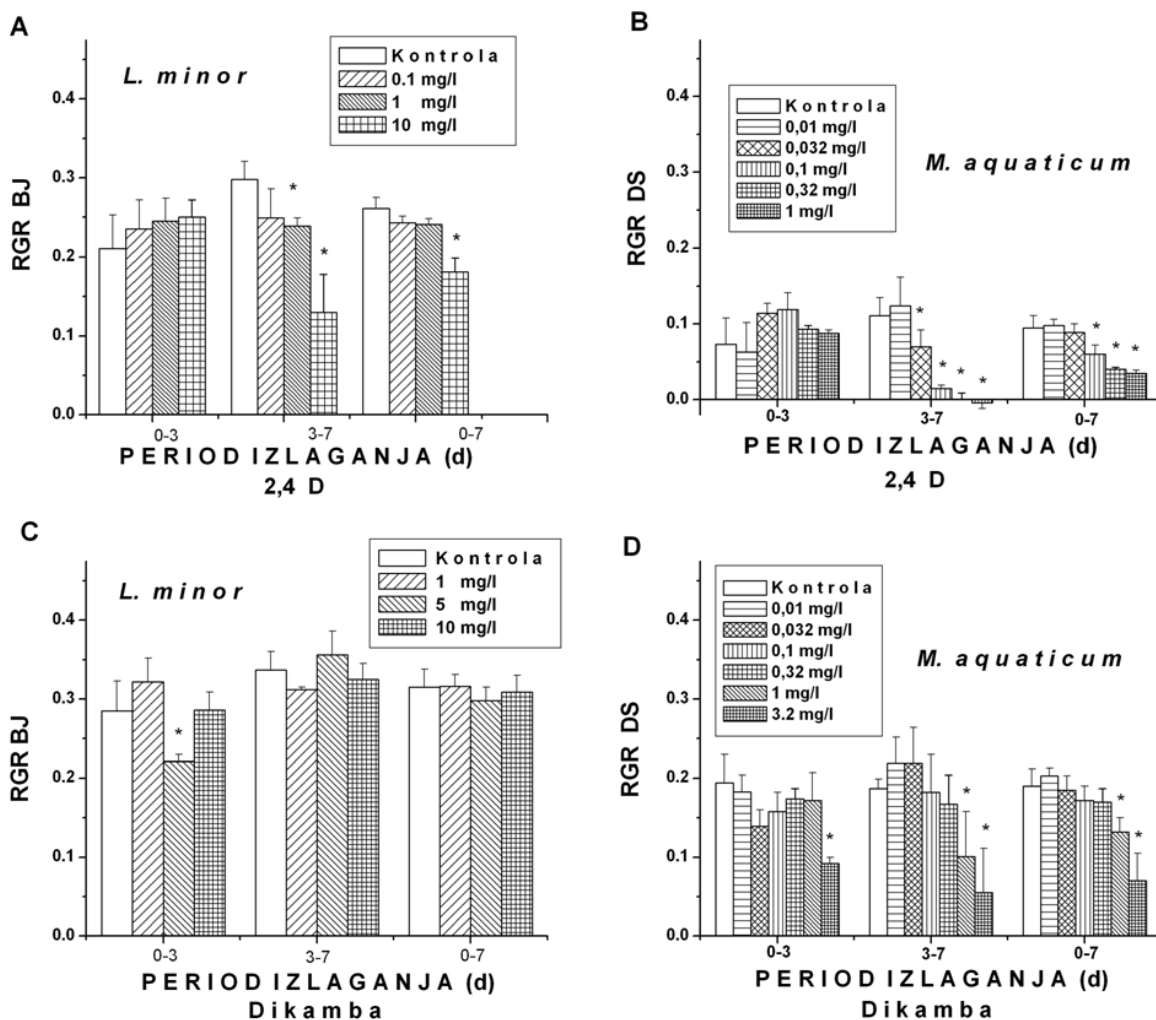 A
L. minor
Kontrola
0.1 mg/l
1 mg/l
10 mg/l
RGR BJ
0.4
0.3
0.2
0.1
0.0
*
*
*
0-3
3-7
0-7
PERIOD IZLAGANJA (d)
2,4 D
B
Kontrola
0,01 mg/l
0,032 mg/l
0,1 mg/l
0,32 mg/l
1 mg/l
M. aquaticum
RGR DS
0.4
0.3
0.2
0.1
0.0
*
*
*
*
*
*
*
0-3
3-7
0-7
PERIOD IZLAGANJA (d)
2,4 D
C
L. minor
Kontrola
1 mg/l
5 mg/l
10 mg/l
RGR BJ
0.4
0.3
0.2
0.1
0.0
*
0-3
3-7
0-7
PERIOD IZLAGANJA (d)
Dikamba
D
Kontrola
0,01 mg/l
0,032 mg/l
0,1 mg/l
0,32 mg/l
1 mg/l
3.2 mg/l
M. aquaticum
RGR DS
0.4
0.3
0.2
0.1
0.0
*
*
*
*
*
0-3
3-7
0-7
PERIOD IZLAGANJA (d)
Dikamba